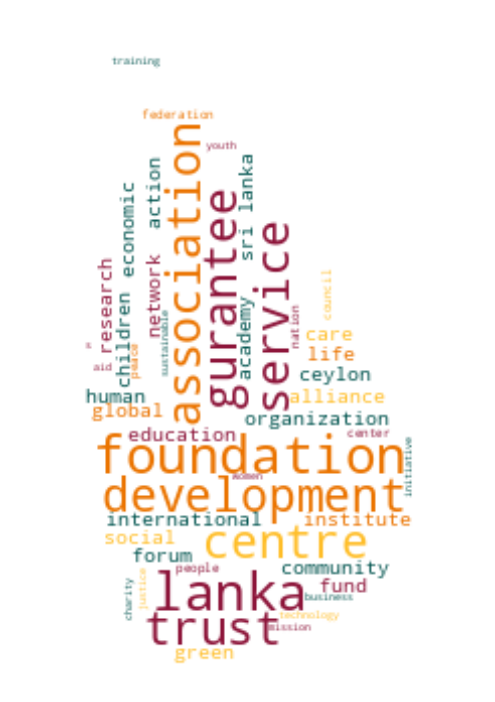 training
federation
association
youth
gurantee
service
sri lanka
action
economic
children
research
network
sustainable
academy
council
nation
peace
aid
care
life
ceylon
human
global
alliance
organization
education
center
foundation
initiative
women
development
international
institute
social
centre
forum
community
people
fund
lanka
business
charity
justice
technology
trust
mission
green